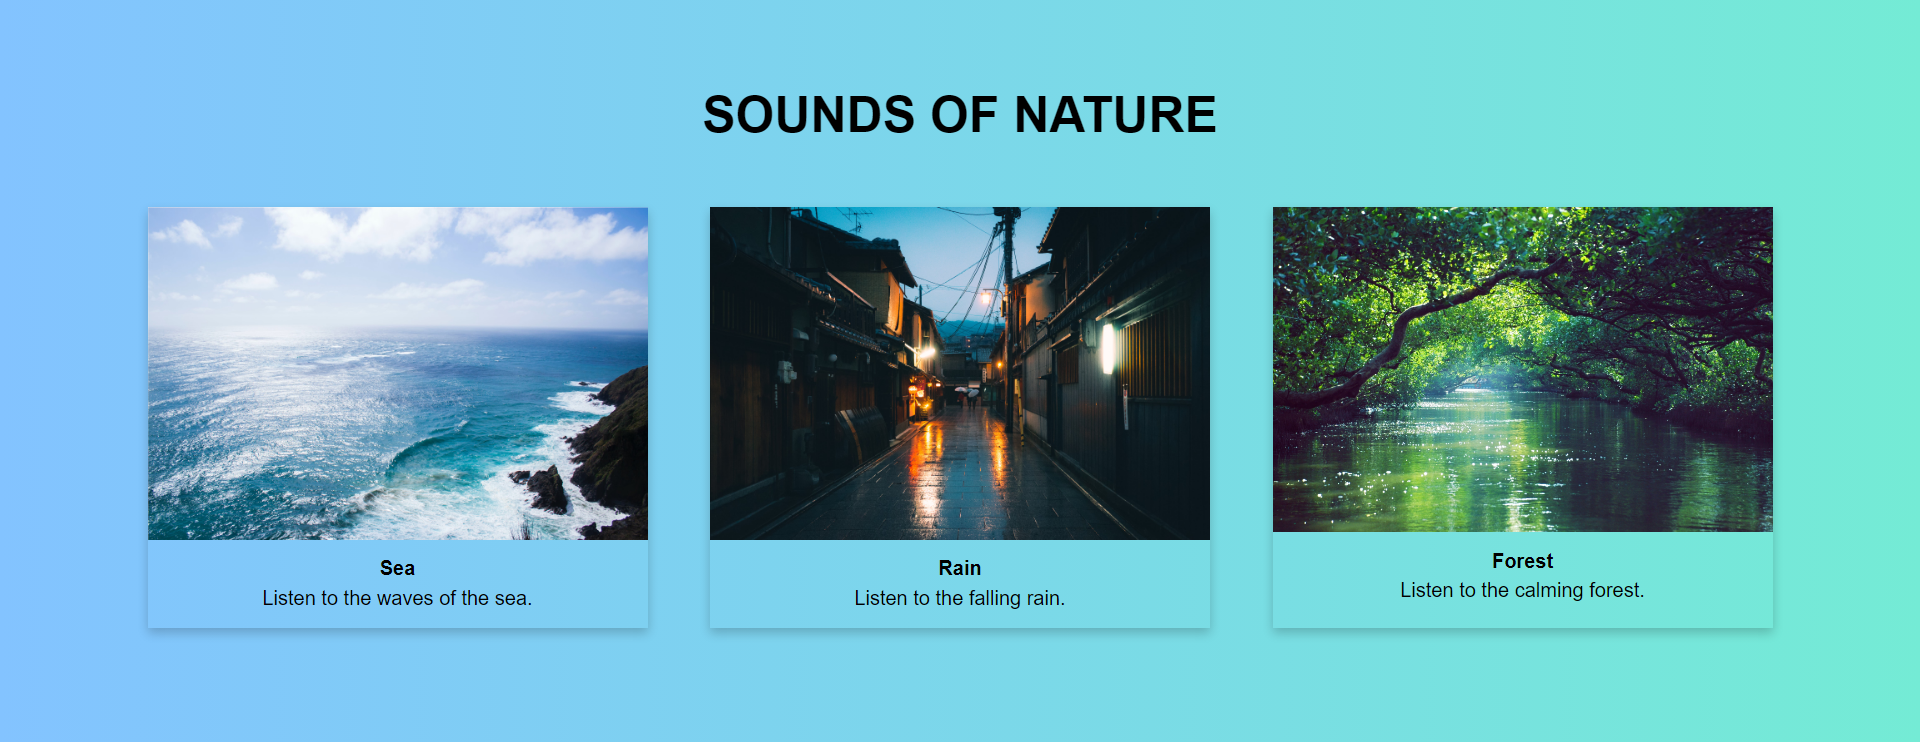 SOUNDS OF NATURE
Sea
Listen to the waves of the sea.
Rain
Listen to the falling rain.
Forest
Listen to the calming forest.